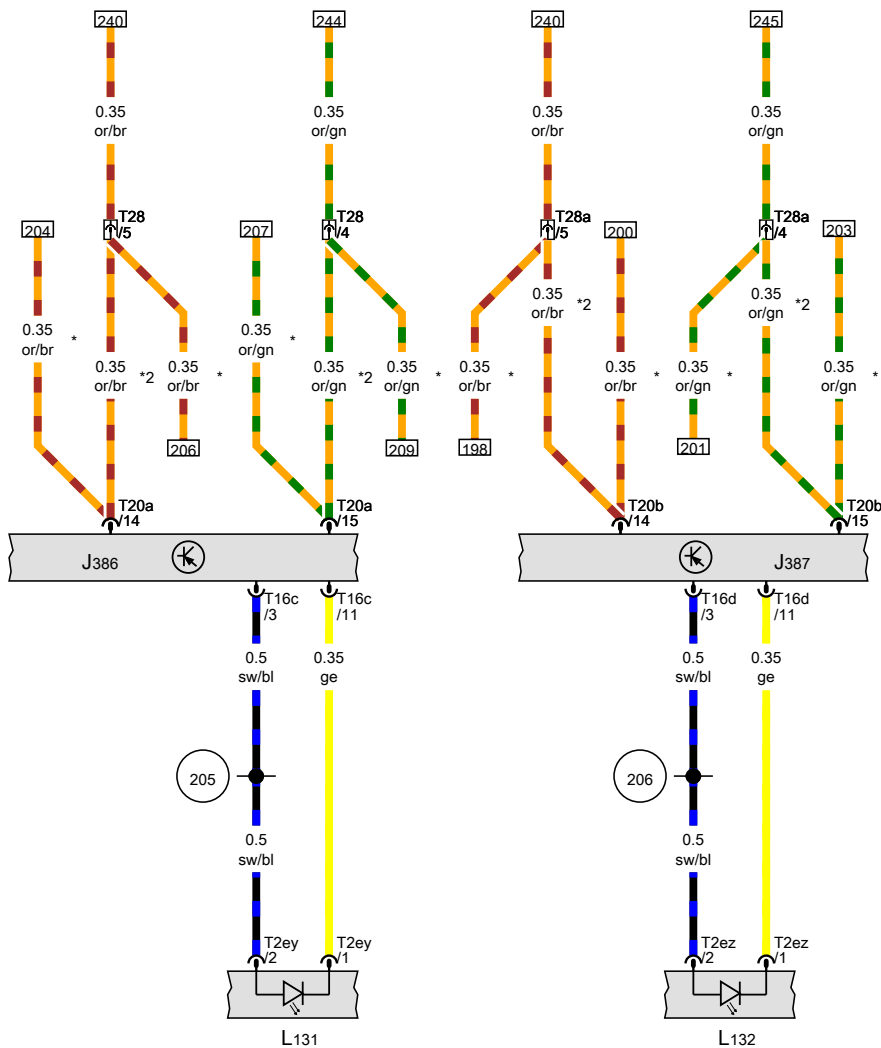 240 244 240 245
0.35 0.35 0.35 0.35
or/br or/gn or/br or/gn
T28 T28 T28a T28a
/5 /4 /5 /4
204 207 200 203
0.35 *2 0.35 *2
or/br or/gn
0.35 * 0.35 *
or/br or/gn
0.35 *2 0.35 * 0.35 *2 0.35 * 0.35 * 0.35 * 0.35 * 0.35 *
or/br or/br or/gn or/gn or/br or/br or/gn or/gn
206 209 198 201
T20a T20a T20b T20b
/14 /15 /14 /15
J386 J387
T16c T16c T16d T16d
/3 /11 /3 /11
0.5 0.35 0.5 0.35
sw/bl ge sw/bl ge
205 206
0.5 0.5
sw/bl sw/bl
T2ey T2ey T2ez T2ez
/2 /1 /2 /1
L131 L132